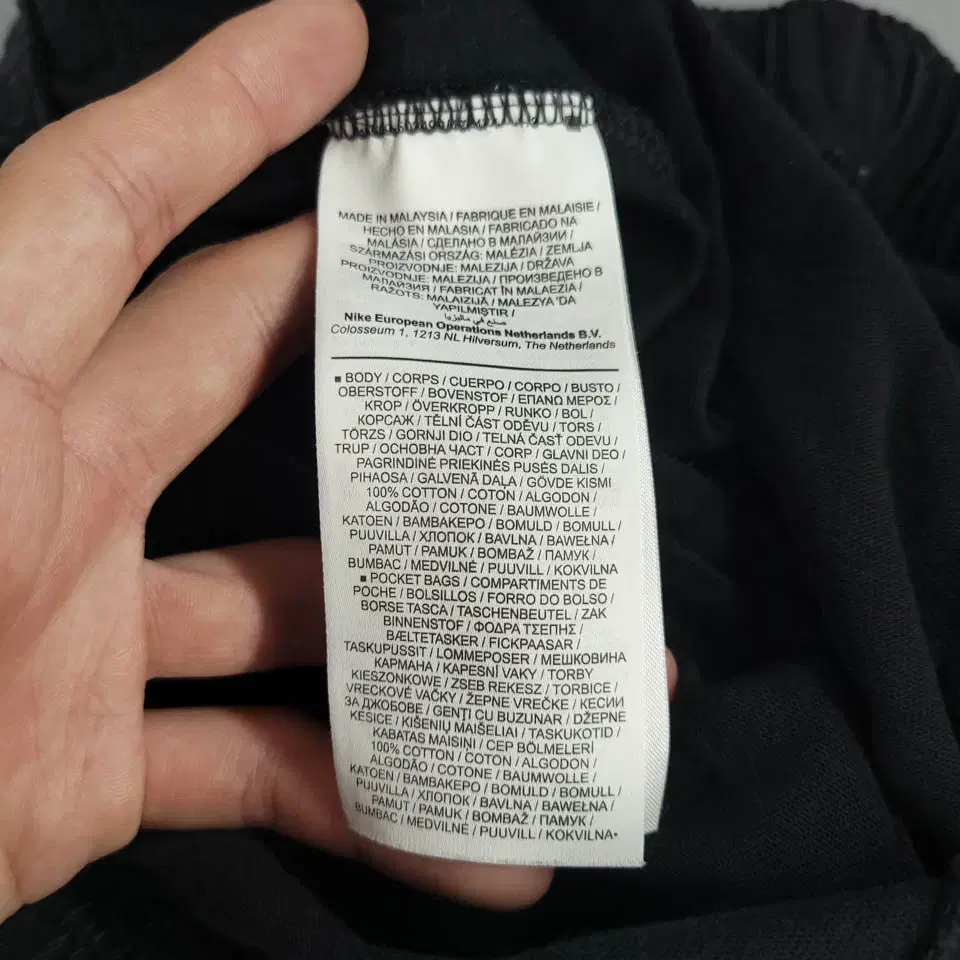 MADE IN MALAYSIA / FABRIQUE EN MALAISIE /
HECHO EN MALASIA / FABRICADO NA
MALÁSIA / СДЕЛАНО В МАЛАЙЗИИ /
SZÁRMAZÁSI ORSZÁG: MALÉZIA / ZEMLJA
PROIZVODNJE: MALEZIJA / DRŽAVA
PROIZVODNJE: MALEZIJA / ПРОИЗВЕДЕНО В
МАЛАЙЗИЯ / FABRICAT ÎN MALAEZIA /
RAŽOTS: MALAIZIJĀ / MALEZYA 'DA
YAPILMIŞTIR /
صنع في ماليزيا
Nike European Operations Netherlands B.V.
Colosseum 1, 1213 NL Hilversum, The Netherlands
▪ BODY / CORPS / CUERPO / CORPO / BUSTO /
OBERSTOFF / BOVENSTOF / ΕΠΑΝΩ ΜΕΡΟΣ /
KROP / ÖVERKROPP / RUNKO / BOL /
КОРСАЖ / TĚLNÍ ČÁST ODĚVU / TORS /
TÖRZS / GORNJI DIO / TELNÁ ČASŤ ODEVU /
TRUP / ОСНОВНА ЧАСТ / CORP / GLAVNI DEO /
PAGRINDINĖ PRIEKINĖS PUSĖS DALIS /
PIHAOSA / GALVENĀ DAĻA / GÖVDE KISMI
100% COTTON / COTON / ALGODON /
ALGODÃO / COTONE / BAUMWOLLE /
KATOEN / ΒΑΜΒΑΚΕΡΟ / BOMULD / BOMULL /
PUUVILLA / ХЛОПОК / BAVLNA / BAWEŁNA /
PAMUT / PAMUK / BOMBAŽ / ПАМУК /
BUMBAC / MEDVILNĖ / PUUVILL / KOKVILNA
▪ POCKET BAGS / COMPARTIMENTS DE
POCHE / BOLSILLOS / FORRO DO BOLSO /
BORSE TASCA / TASCHENBEUTEL / ZAK
BINNENSTOF / ΦΟΔΡΑ ΤΣΕΠΗΣ /
BÆLTETASKER / FICKPAASAR /
TASKUPUSSIT / LOMMEPOSER / МЕШКОВИНА
КАРМАНА / KAPESNÍ VAKY / TORBY
KIESZONKOWE / ZSEB REKESZ / TORBICE /
VRECKOVÉ VAČKY / ŽEPNE VREČKE / КЕСИИ
ЗА ДЖОБОВЕ / GENȚI CU BUZUNAR / DŽEPNE
KESICE / KIŠENIŲ MAIŠELIAI / TASKUKOTID /
KABATAS MAISIŅI / CEP BÖLMELERİ
100% COTTON / COTON / ALGODON /
ALGODÃO / COTONE / BAUMWOLLE /
KATOEN / ΒΑΜΒΑΚΕΡΟ / BOMULD / BOMULL /
PUUVILLA / ХЛОПОК / BAVLNA / BAWEŁNA /
PAMUT / PAMUK / BOMBAŽ / ПАМУК /
BUMBAC / MEDVILNĖ / PUUVILL / KOKVILNA▪